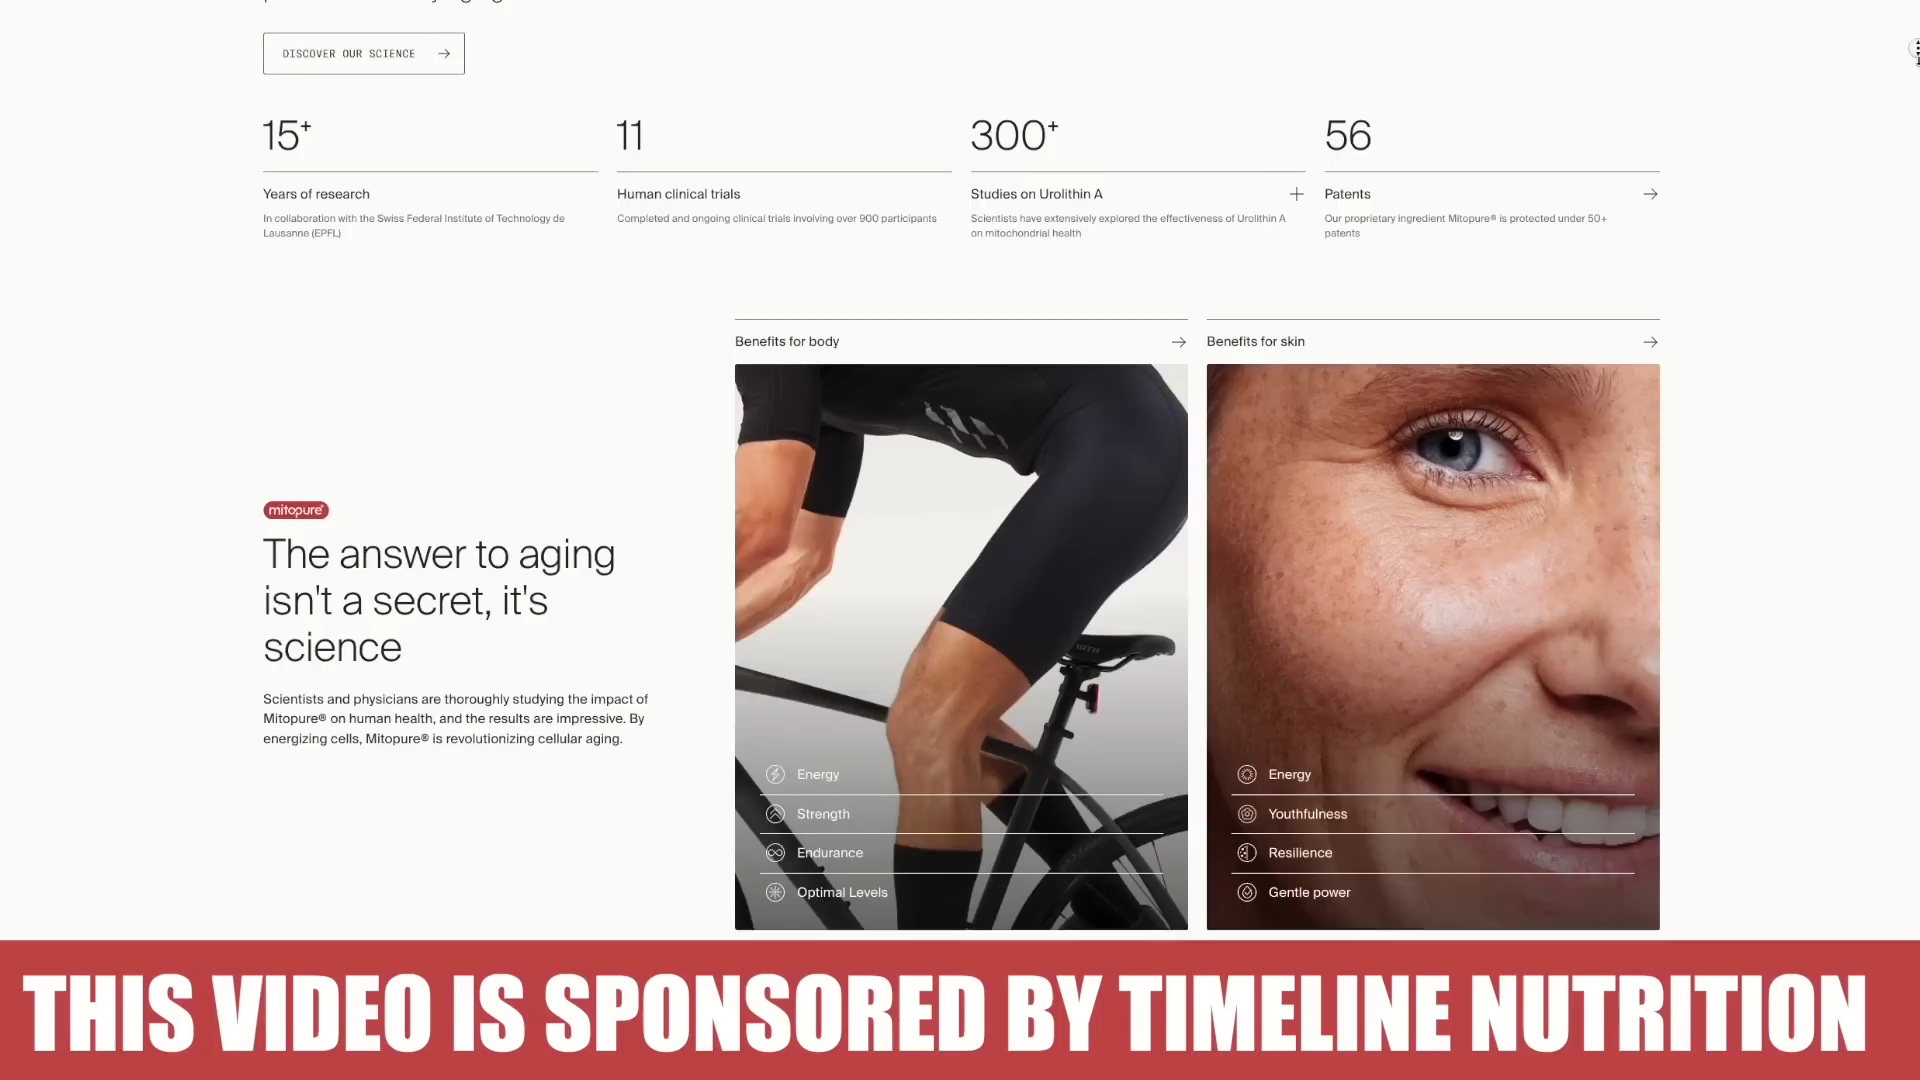 DISCOVER OUR SCIENCE
15+
Years of research
In collaboration with the Swiss Federal Institute of Technology de
Lausanne (EPFL)
11
Human clinical trials
Completed and ongoing clinical trials involving over 900 participants
300+
Studies on Urolithin A
Scientists have extensively explored the effectiveness of Urolithin A
on mitochondrial health
56
Patents
Our proprietary ingredient Mitopure® is protected under 50+
patents
mitopure®
The answer to aging
isn't a secret, it's
science
Scientists and physicians are thoroughly studying the impact of
Mitopure® on human health, and the results are impressive. By
energizing cells, Mitopure® is revolutionizing cellular aging.
Benefits for body
Energy
Strength
Endurance
Optimal Levels
Benefits for skin
Energy
Youthfulness
Resilience
Gentle power
THIS VIDEO IS SPONSORED BY TIMELINE NUTRITION